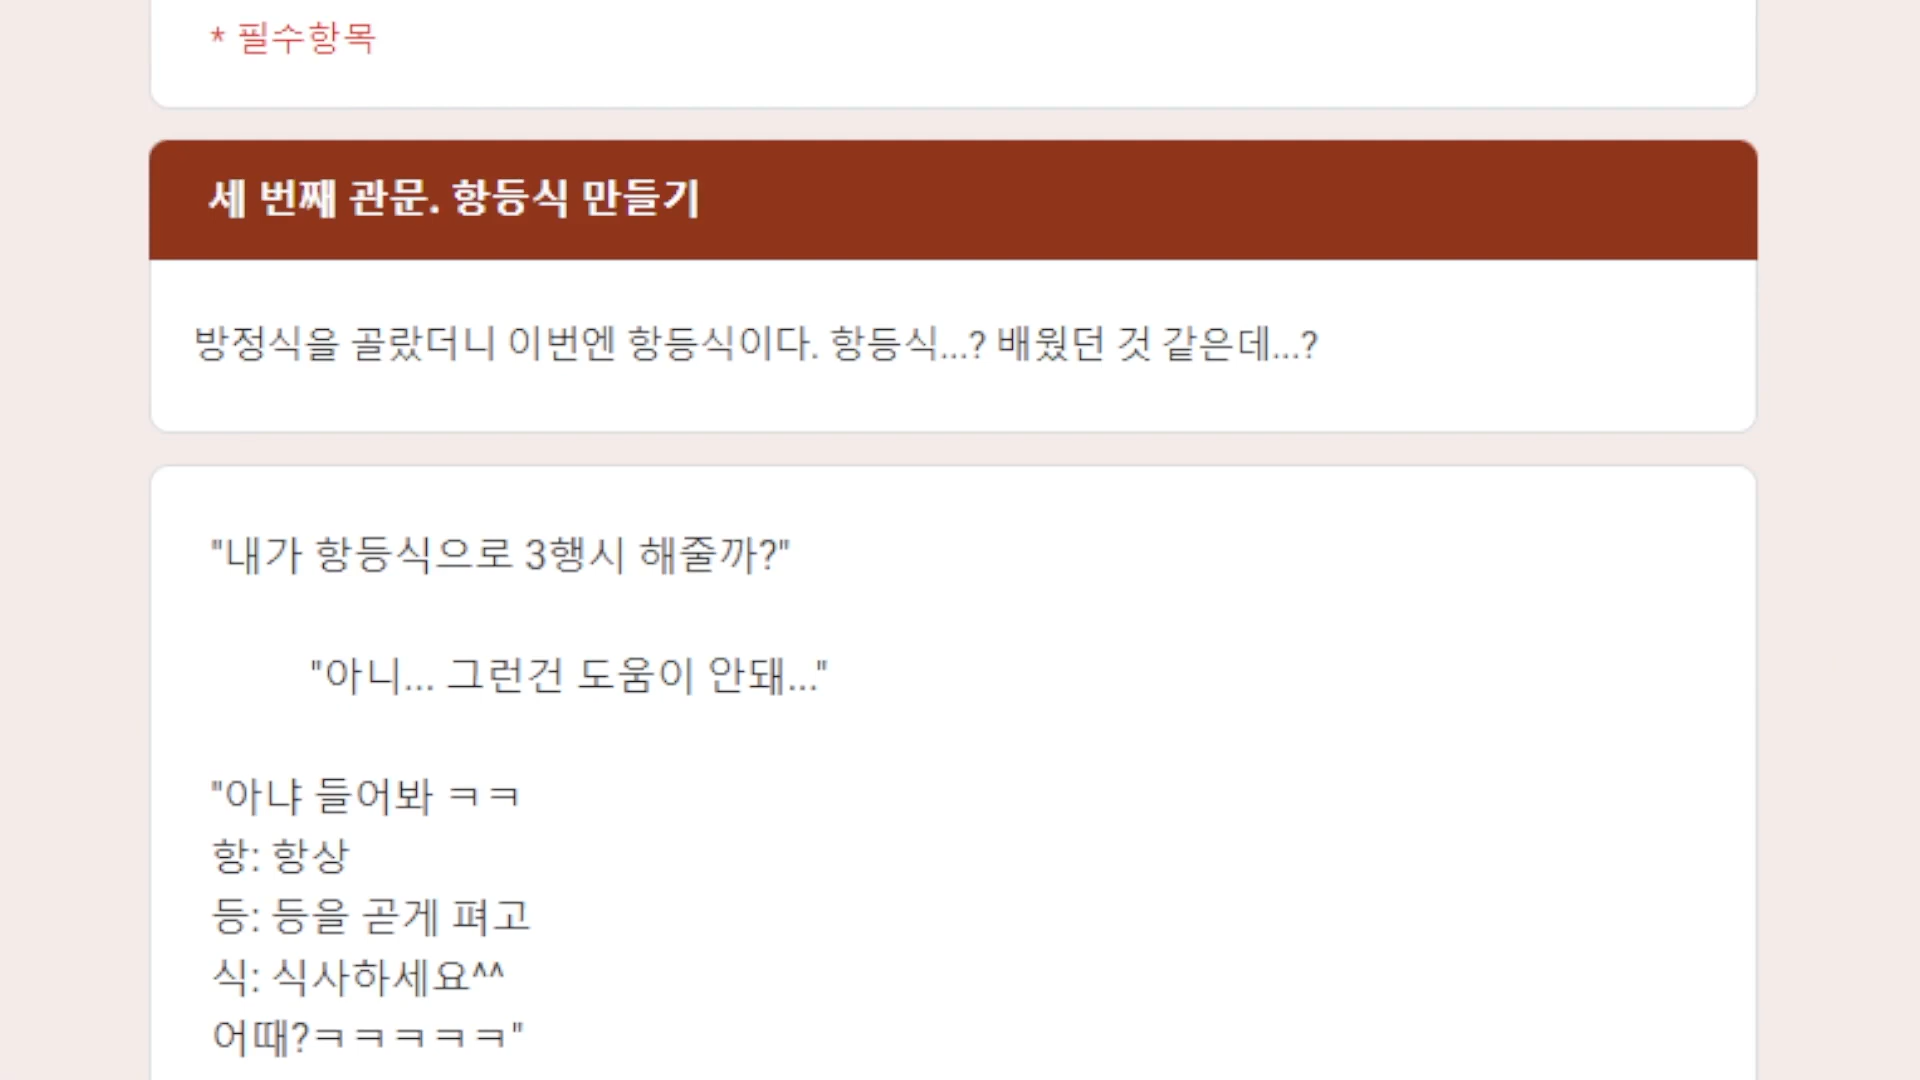 * 필수항목
세 번째 관문. 항등식 만들기
방정식을 골랐더니 이번엔 항등식이다. 항등식...? 배웠던 것 같은데...?
"내가 항등식으로 3행시 해줄까?"
"아니... 그런건 도움이 안돼..."
"아냐 들어봐 ㅋㅋ
항: 항상
등: 등을 곧게 펴고
식: 식사하세요^^
어때?ㅋㅋㅋㅋㅋ"